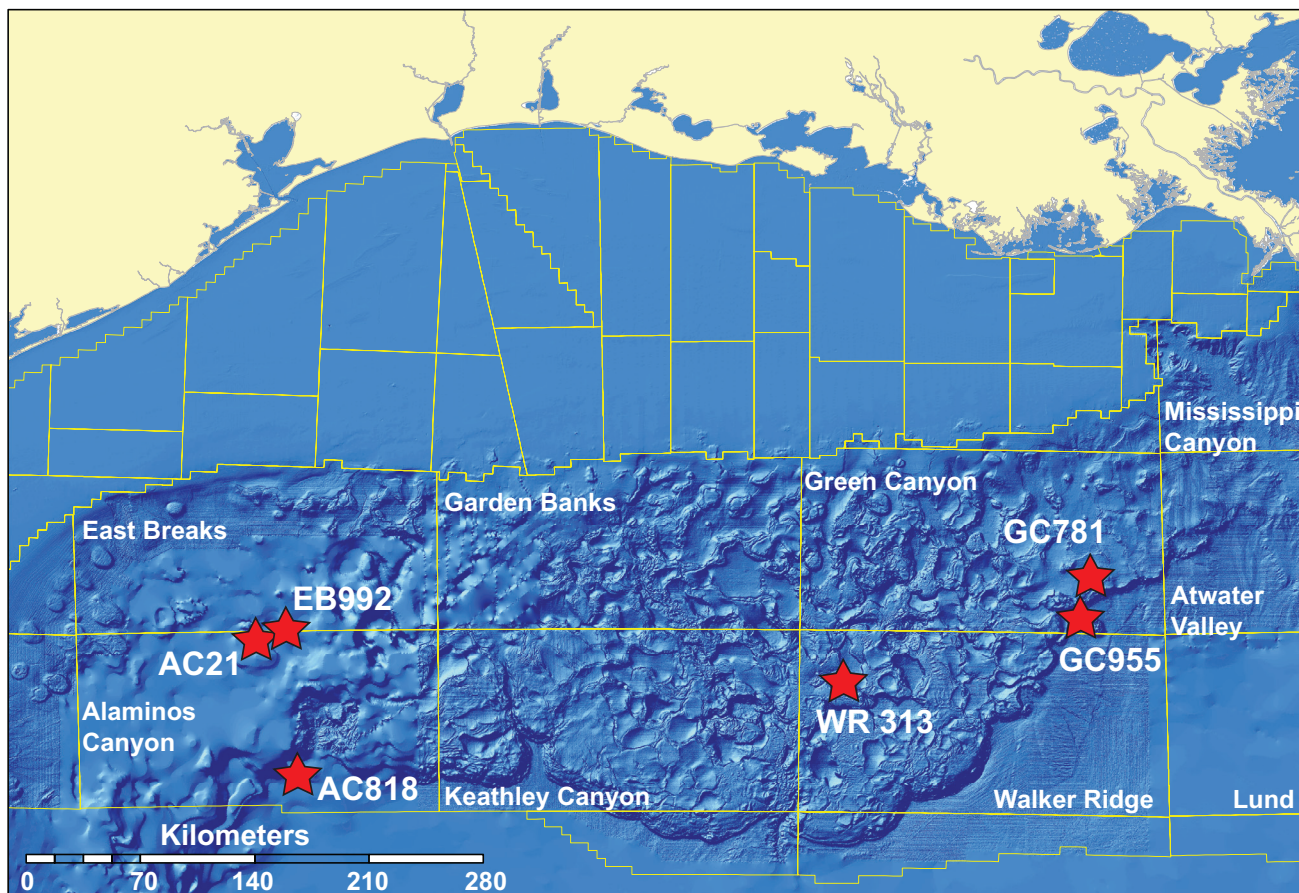 Mississippi
Canyon
Green Canyon
Garden Banks
East Breaks
GC781
EB992
Atwater
Valley
AC21
GC955
Alaminos
Canyon
WR 313
AC818
Keathley Canyon
Walker Ridge
Lund
Kilometers
0 70 140 210 280